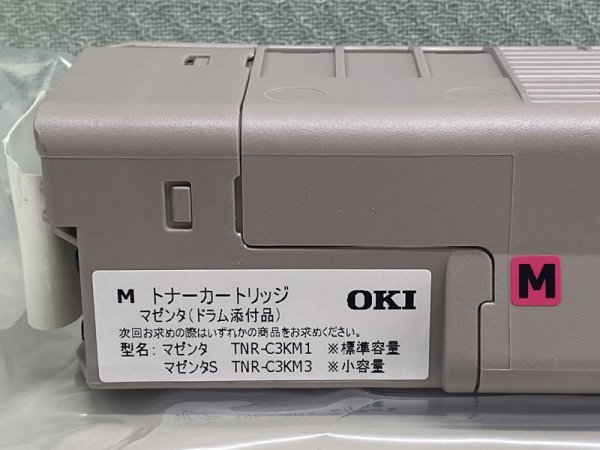 M トナーカートリッジ
マゼンタ(ドラム添付品)
OKI
次回お求めの際はいずれかの商品をお求めください。
型名: マゼンタ TNR-C3KM1 ※標準容量
マゼンタS TNR-C3KM3 ※小容量
M